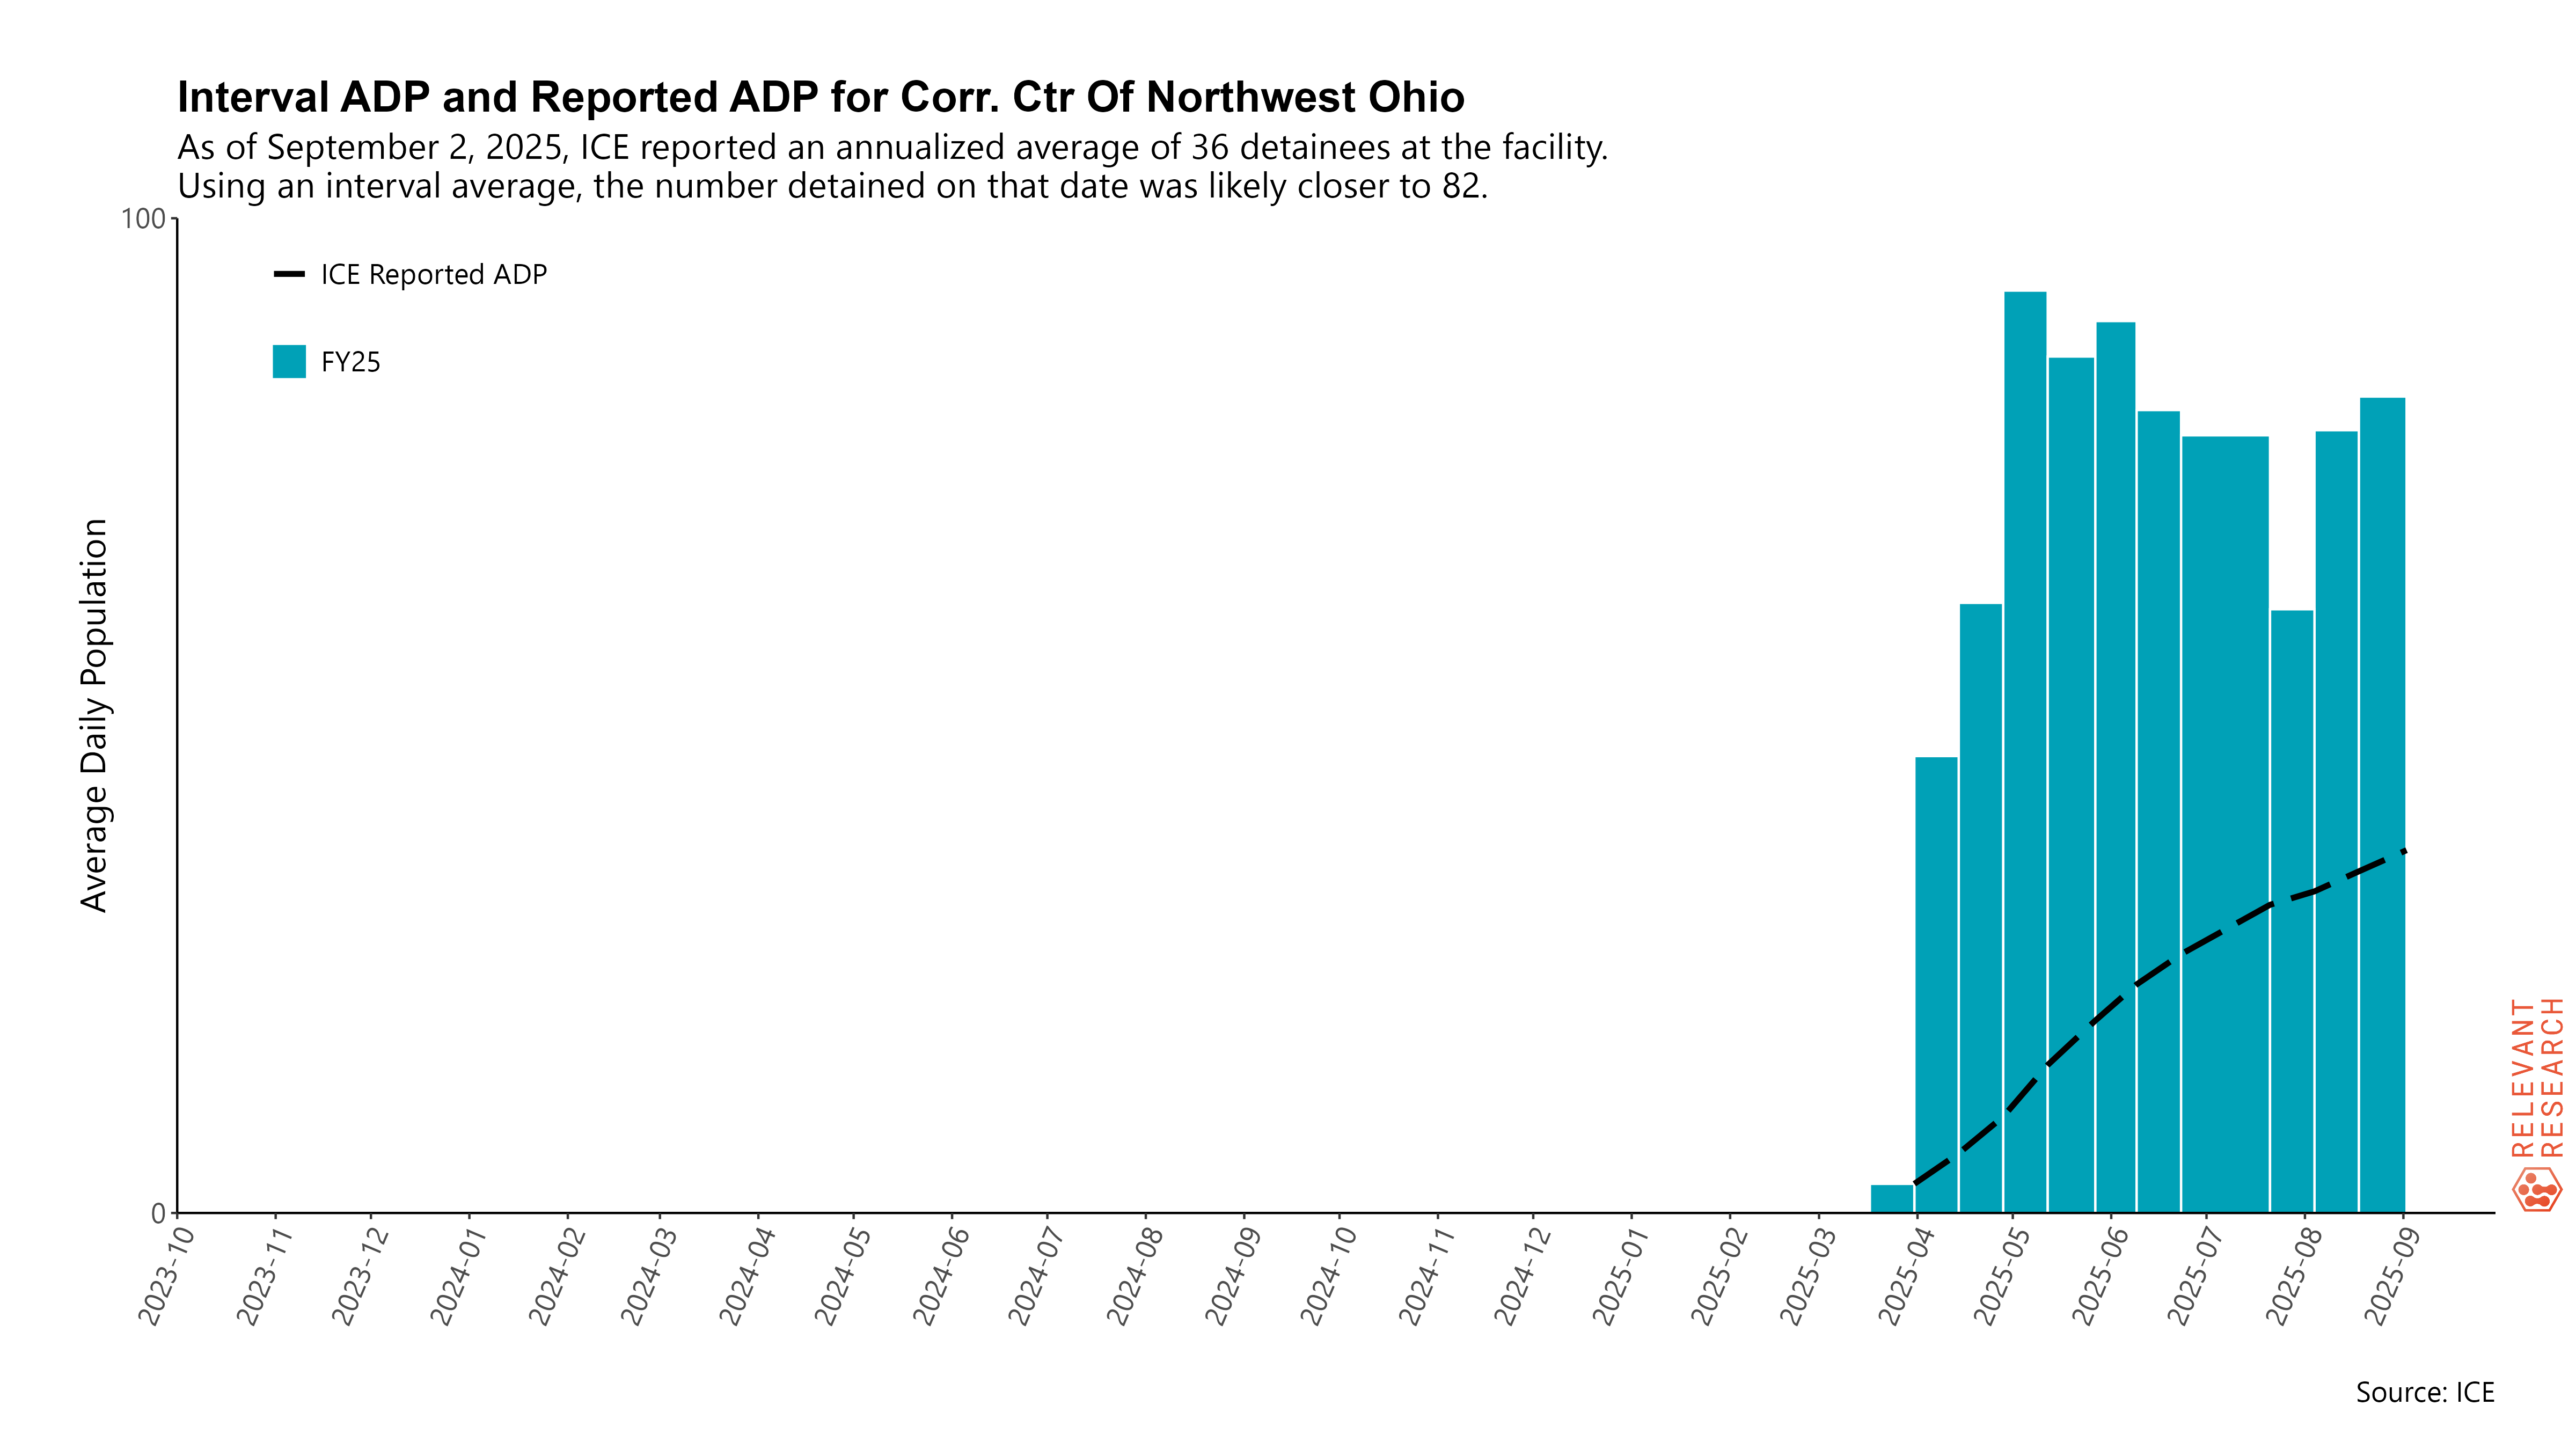 Interval ADP and Reported ADP for Corr. Ctr Of Northwest Ohio
As of September 2, 2025, ICE reported an annualized average of 36 detainees at the facility.
Using an interval average, the number detained on that date was likely closer to 82.
100
ICE Reported ADP
FY25
Average Daily Population
0
2023-10
2023-11
2023-12
2024-01
2024-02
2024-03
2024-04
2024-05
2024-06
2024-07
2024-08
2024-09
2024-10
2024-11
2024-12
2025-01
2025-02
2025-03
2025-04
2025-05
2025-06
2025-07
2025-08
2025-09
RELEVANT
RESEARCH
Source: ICE